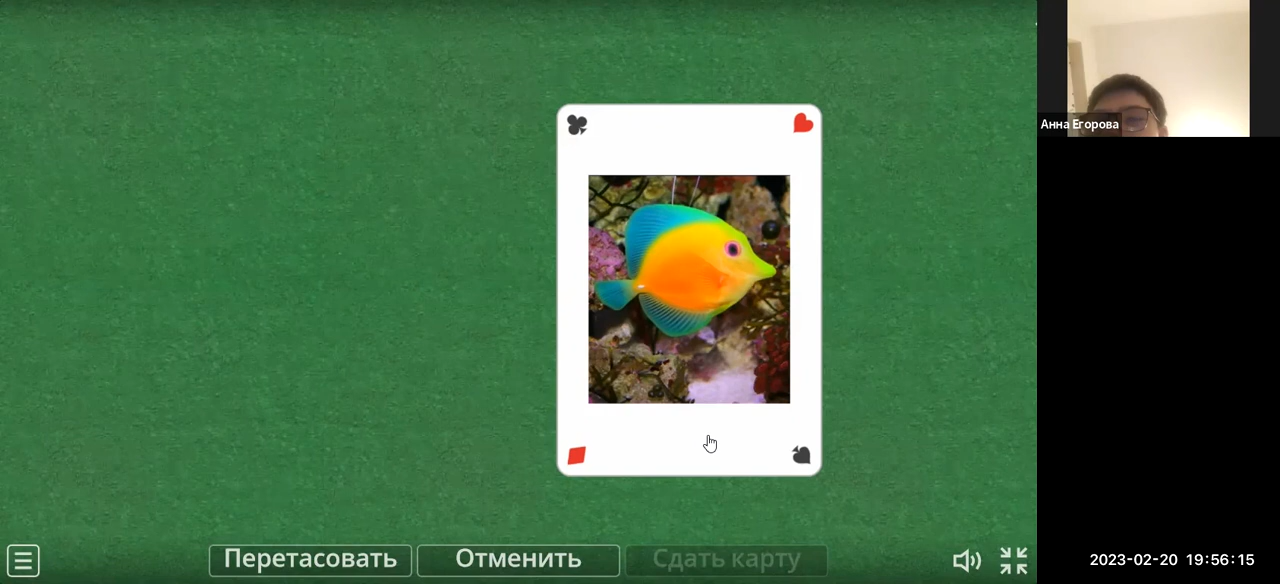 Анна Егорова
Перетасовать
Отменить
Сдать карту
2023-02-20 19:56:15